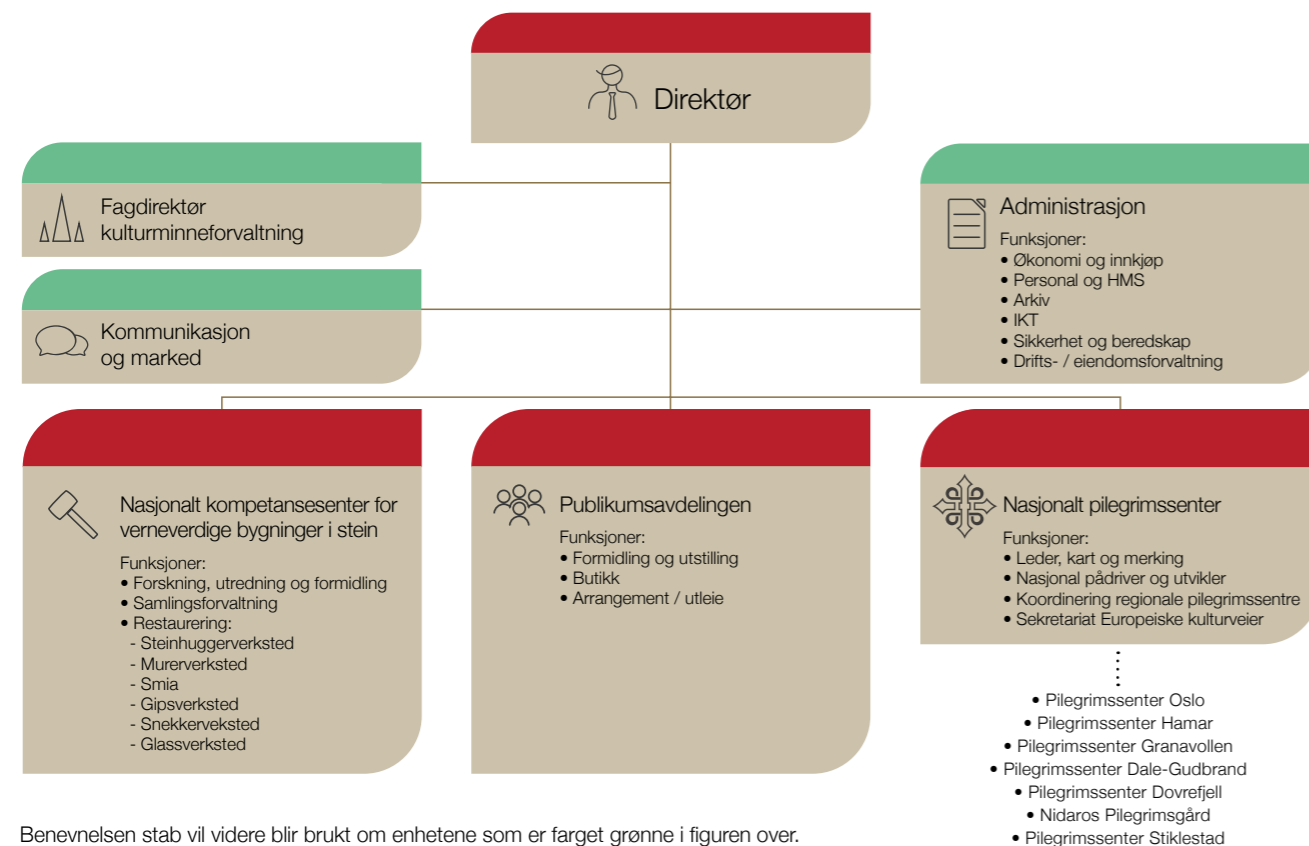 Direktør
Fagdirektør
kulturminneforvaltning
Kommunikasjon
og marked
Administrasjon
Funksjoner:
• Økonomi og innkjøp
• Personal og HMS
• Arkiv
• IKT
• Sikkerhet og beredskap
• Drifts- / eiendomsforvaltning
Nasjonalt kompetansesenter for
verneverdige bygninger i stein
Funksjoner:
• Forskning, utredning og formidling
• Samlingsforvaltning
• Restaurering:
- Steinhuggerverksted
- Murerverksted
- Smia
- Gipsverksted
- Snekkerveksted
- Glassverksted
Publikumsavdelingen
Funksjoner:
• Formidling og utstilling
• Butikk
• Arrangement / utleie
Nasjonalt pilegrimssenter
Funksjoner:
• Leder, kart og merking
• Nasjonal pådriver og utvikler
• Koordinering regionale pilegrimssentre
• Sekretariat Europeiske kulturveier
• Pilegrimssenter Oslo
• Pilegrimssenter Hamar
• Pilegrimssenter Granavollen
• Pilegrimssenter Dale-Gudbrand
• Pilegrimssenter Dovrefjell
• Nidaros Pilegrimsgård
• Pilegrimssenter Stiklestad
Benevnelsen stab vil videre blir brukt om enhetene som er farget grønne i figuren over.